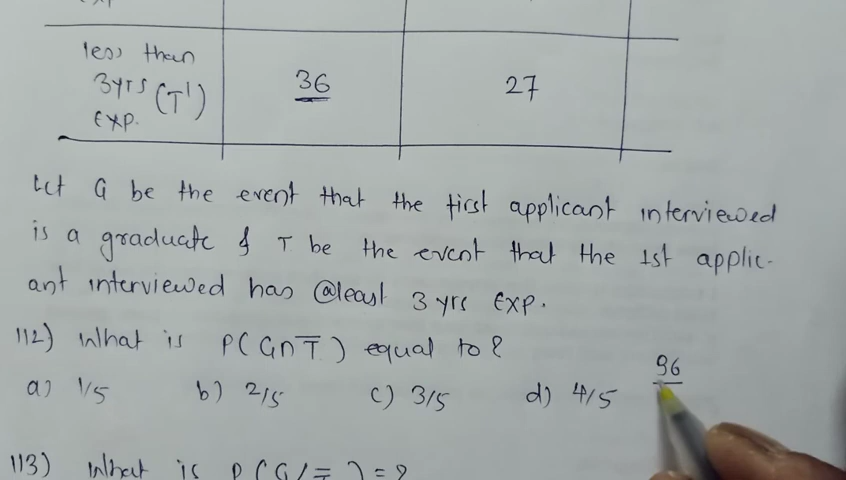 less than
3yrs (T') 36 27
Exp.
Let G be the event that the first applicant interviewed
is a graduate & T be the event that the 1st applic-
ant interviewed has @least 3 yrs Exp.
112) What is P(G∩T̅) equal to?
a) 1/5 b) 2/5 c) 3/5 d) 4/5 36
113) What is P(G/T̅) = ?